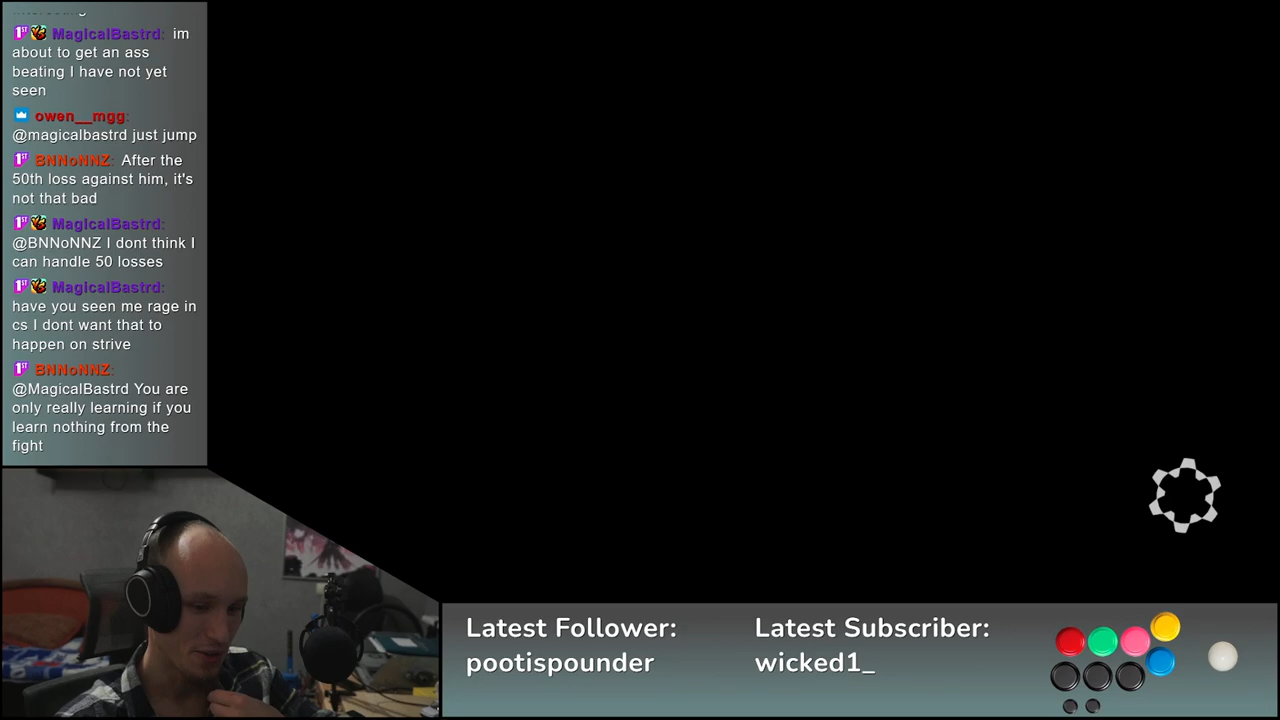 MagicalBastrd: im
about to get an ass
beating I have not yet
seen
owen__mgg:
@magicalbastrd just jump
BNNoNNZ: After the
50th loss against him, it's
not that bad
MagicalBastrd:
@BNNoNNZ I dont think I
can handle 50 losses
MagicalBastrd:
have you seen me rage in
cs I dont want that to
happen on strive
BNNoNNZ:
@MagicalBastrd You are
only really learning if you
learn nothing from the
fight
Latest Follower:
pootispounder
Latest Subscriber:
wicked1_